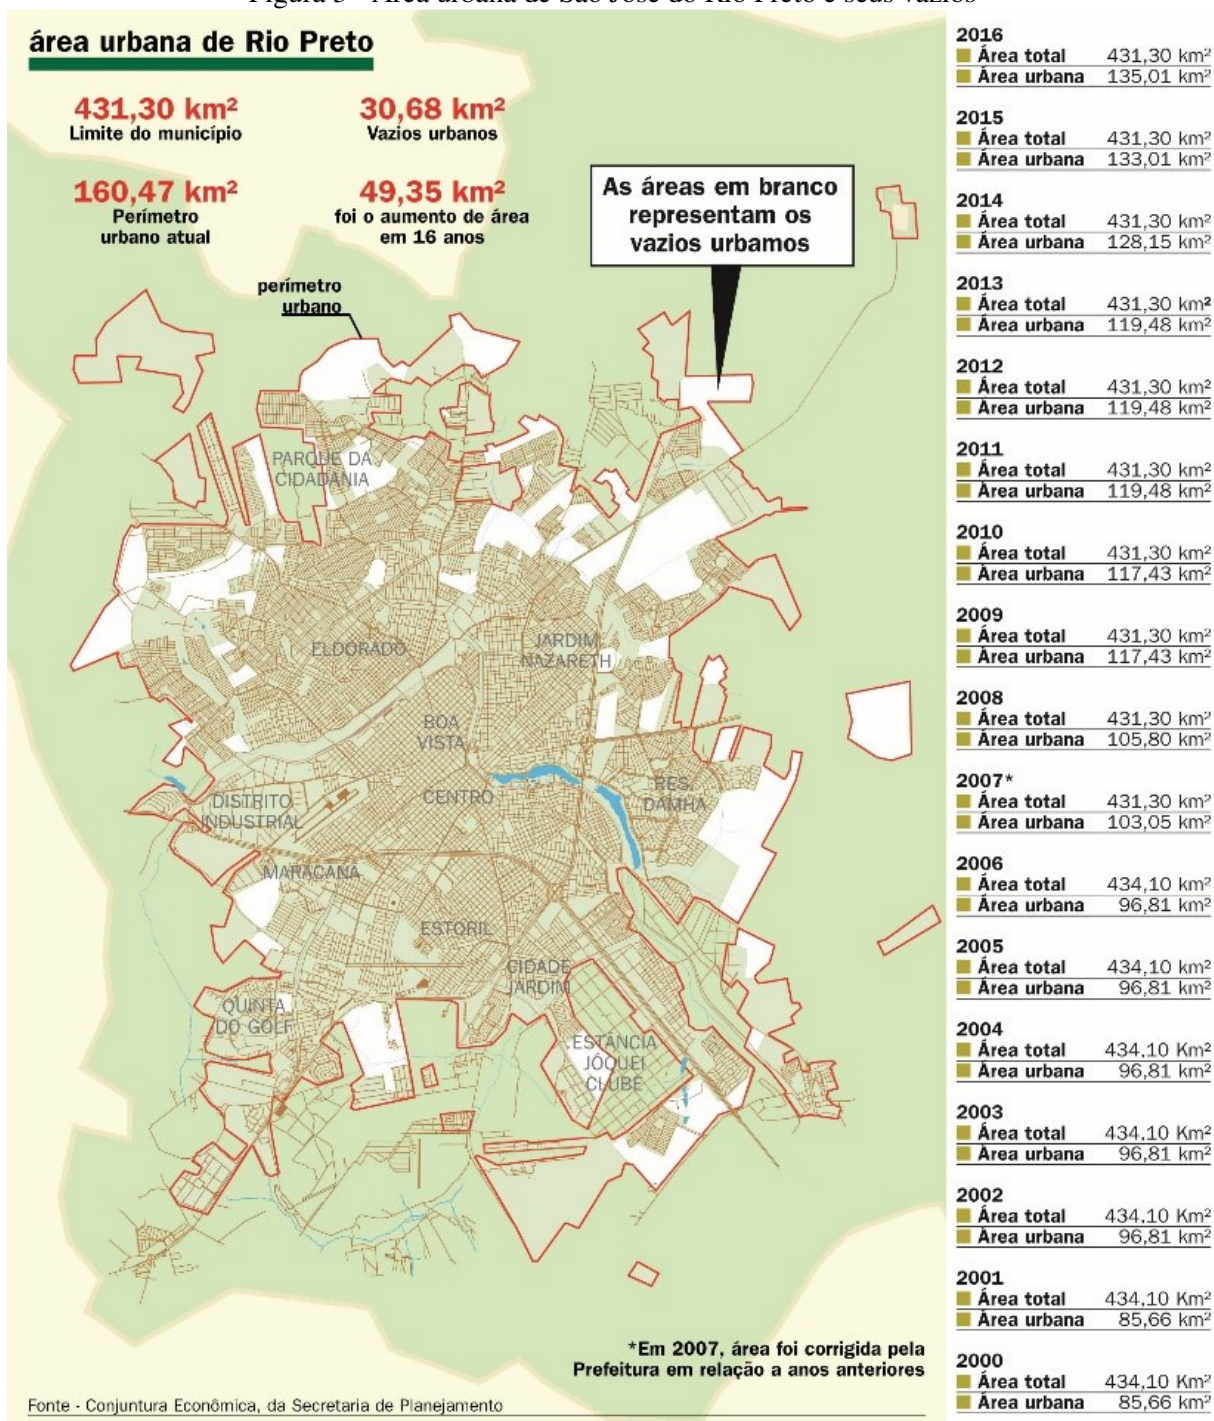 área urbana de Rio Preto
431,30 km²
Limite do município
30,68 km²
Vazios urbanos
160,47 km²
Perímetro
urbano atual
49,35 km²
foi o aumento de área
em 16 anos
As áreas em branco
representam os
vazios urbamos
perímetro
urbano
PARQUE DA
CIDADANIA
ELDORADO
JARDIM
NAZARETH
BOA
VISTA
CENTRO
RES.
DAMHA
DISTRITO
INDUSTRIAL
MARACANÃ
ESTORIL
CIDADE
JARDIM
QUINTA
DO GOLF
ESTÂNCIA
JÓQUEI
CLUBE
*Em 2007, área foi corrigida pela
Prefeitura em relação a anos anteriores
Fonte - Conjuntura Econômica, da Secretaria de Planejamento
2016
Área total 431,30 km²
Área urbana 135,01 km²
2015
Área total 431,30 km²
Área urbana 133,01 km²
2014
Área total 431,30 km²
Área urbana 128,15 km²
2013
Área total 431,30 km²
Área urbana 119,48 km²
2012
Área total 431,30 km²
Área urbana 119,48 km²
2011
Área total 431,30 km²
Área urbana 119,48 km²
2010
Área total 431,30 km²
Área urbana 117,43 km²
2009
Área total 431,30 km²
Área urbana 117,43 km²
2008
Área total 431,30 km²
Área urbana 105,80 km²
2007*
Área total 431,30 km²
Área urbana 103,05 km²
2006
Área total 434,10 km²
Área urbana 96,81 km²
2005
Área total 434,10 km²
Área urbana 96,81 km²
2004
Área total 434,10 Km²
Área urbana 96,81 km²
2003
Área total 434,10 Km²
Área urbana 96,81 km²
2002
Área total 434,10 Km²
Área urbana 96,81 km²
2001
Área total 434,10 Km²
Área urbana 85,66 km²
2000
Área total 434,10 Km²
Área urbana 85,66 km²